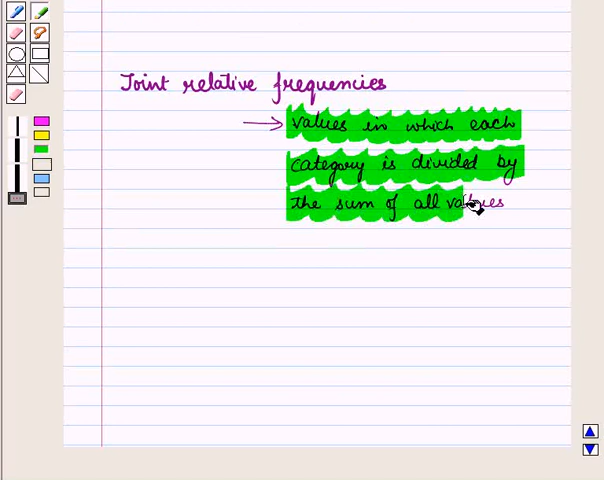 Joint relative frequencies
→ Values in which each
category is divided by
the sum of all values